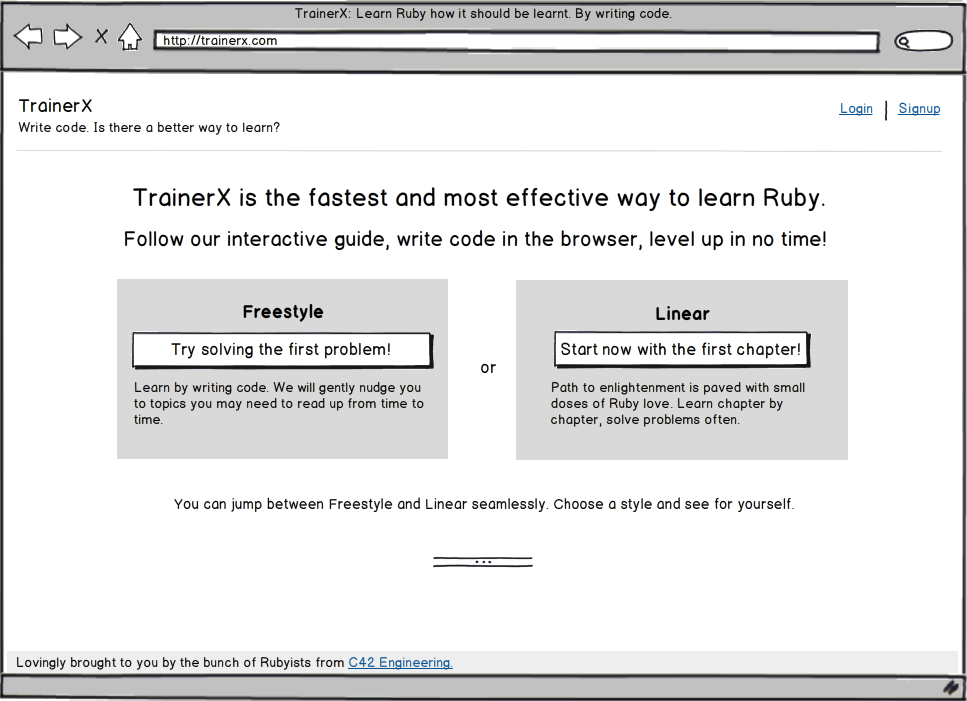 TrainerX: Learn Ruby how it should be learnt. By writing code.
http://trainerx.com
TrainerX
Login | Signup
Write code. Is there a better way to learn?
TrainerX is the fastest and most effective way to learn Ruby.
Follow our interactive guide, write code in the browser, level up in no time!
Freestyle
Try solving the first problem!
Learn by writing code. We will gently nudge you
to topics you may need to read up from time to
time.
or
Linear
Start now with the first chapter!
Path to enlightenment is paved with small
doses of Ruby love. Learn chapter by
chapter, solve problems often.
You can jump between Freestyle and Linear seamlessly. Choose a style and see for yourself.
Lovingly brought to you by the bunch of Rubyists from C42 Engineering.